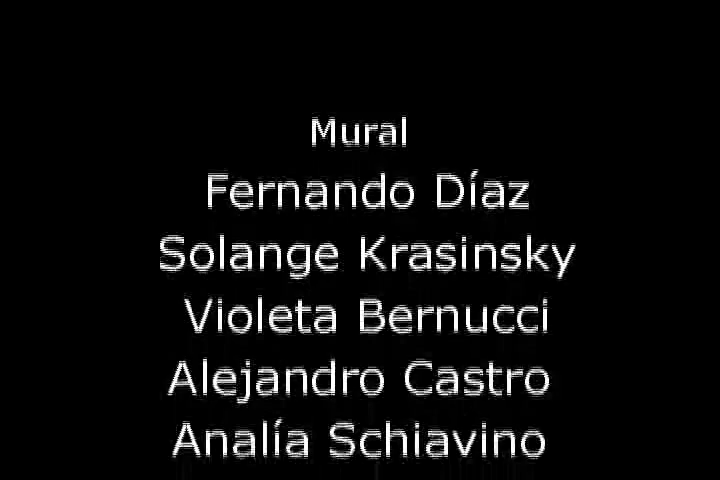 Mural
Fernando Díaz
Solange Krasinsky
Violeta Bernucci
Alejandro Castro
Analía Schiavino